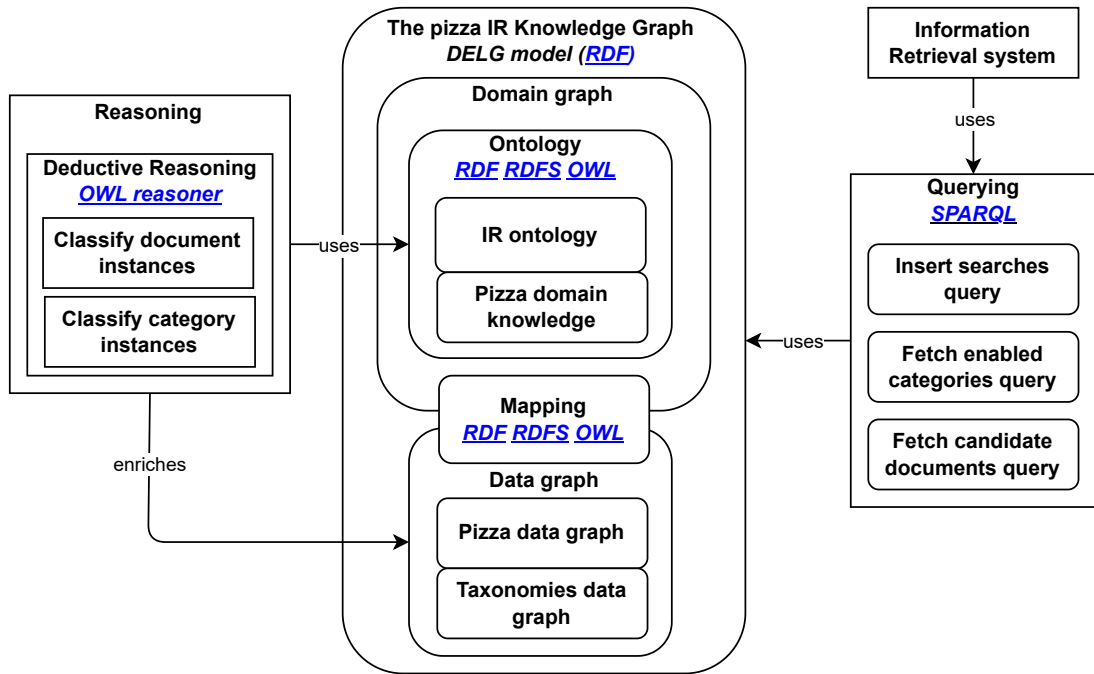 Reasoning
Deductive Reasoning
OWL reasoner
Classify document
instances
Classify category
instances
uses
enriches
The pizza IR Knowledge Graph
DELG model (RDF)
Domain graph
Ontology
RDF RDFS OWL
IR ontology
Pizza domain
knowledge
Mapping
RDF RDFS OWL
Data graph
Pizza data graph
Taxonomies data
graph
uses
Information
Retrieval system
uses
Querying
SPARQL
Insert searches
query
Fetch enabled
categories query
Fetch candidate
documents query